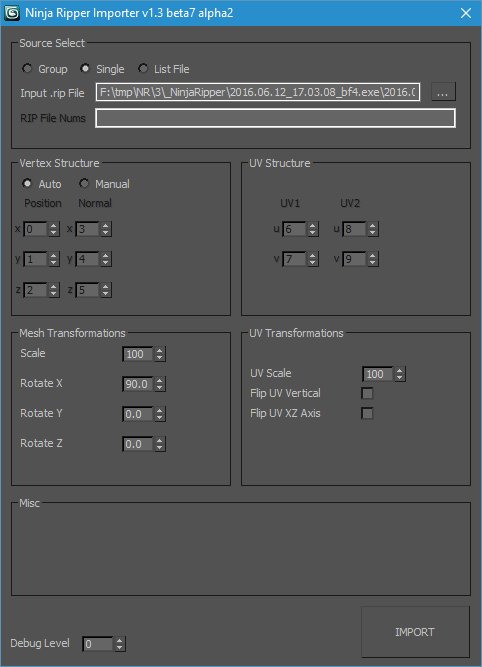 Ninja Ripper Importer v1.3 beta7 alpha2
Source Select
Group Single List File
Input .rip File F:\tmp\NR\3\_NinjaRipper\2016.06.12_17.03.08_bf4.exe\2016.0 ...
RIP File Nums
Vertex Structure
Auto Manual
Position Normal
x 0 x 3
y 1 y 4
z 2 z 5
UV Structure
UV1 UV2
u 6 u 8
v 7 v 9
Mesh Transformations
Scale 100
Rotate X 90.0
Rotate Y 0.0
Rotate Z 0.0
UV Transformations
UV Scale 100
Flip UV Vertical
Flip UV XZ Axis
Misc
Debug Level 0
IMPORT